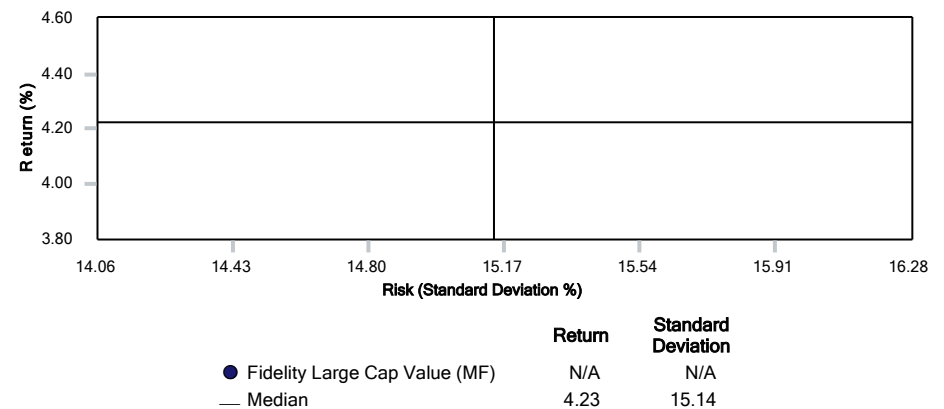 4.60
4.40
4.20
4.00
3.80
Return (%)
14.06 14.43 14.80 15.17 15.54 15.91 16.28
Risk (Standard Deviation %)
Return Standard Deviation
Fidelity Large Cap Value (MF) N/A N/A
Median 4.23 15.14